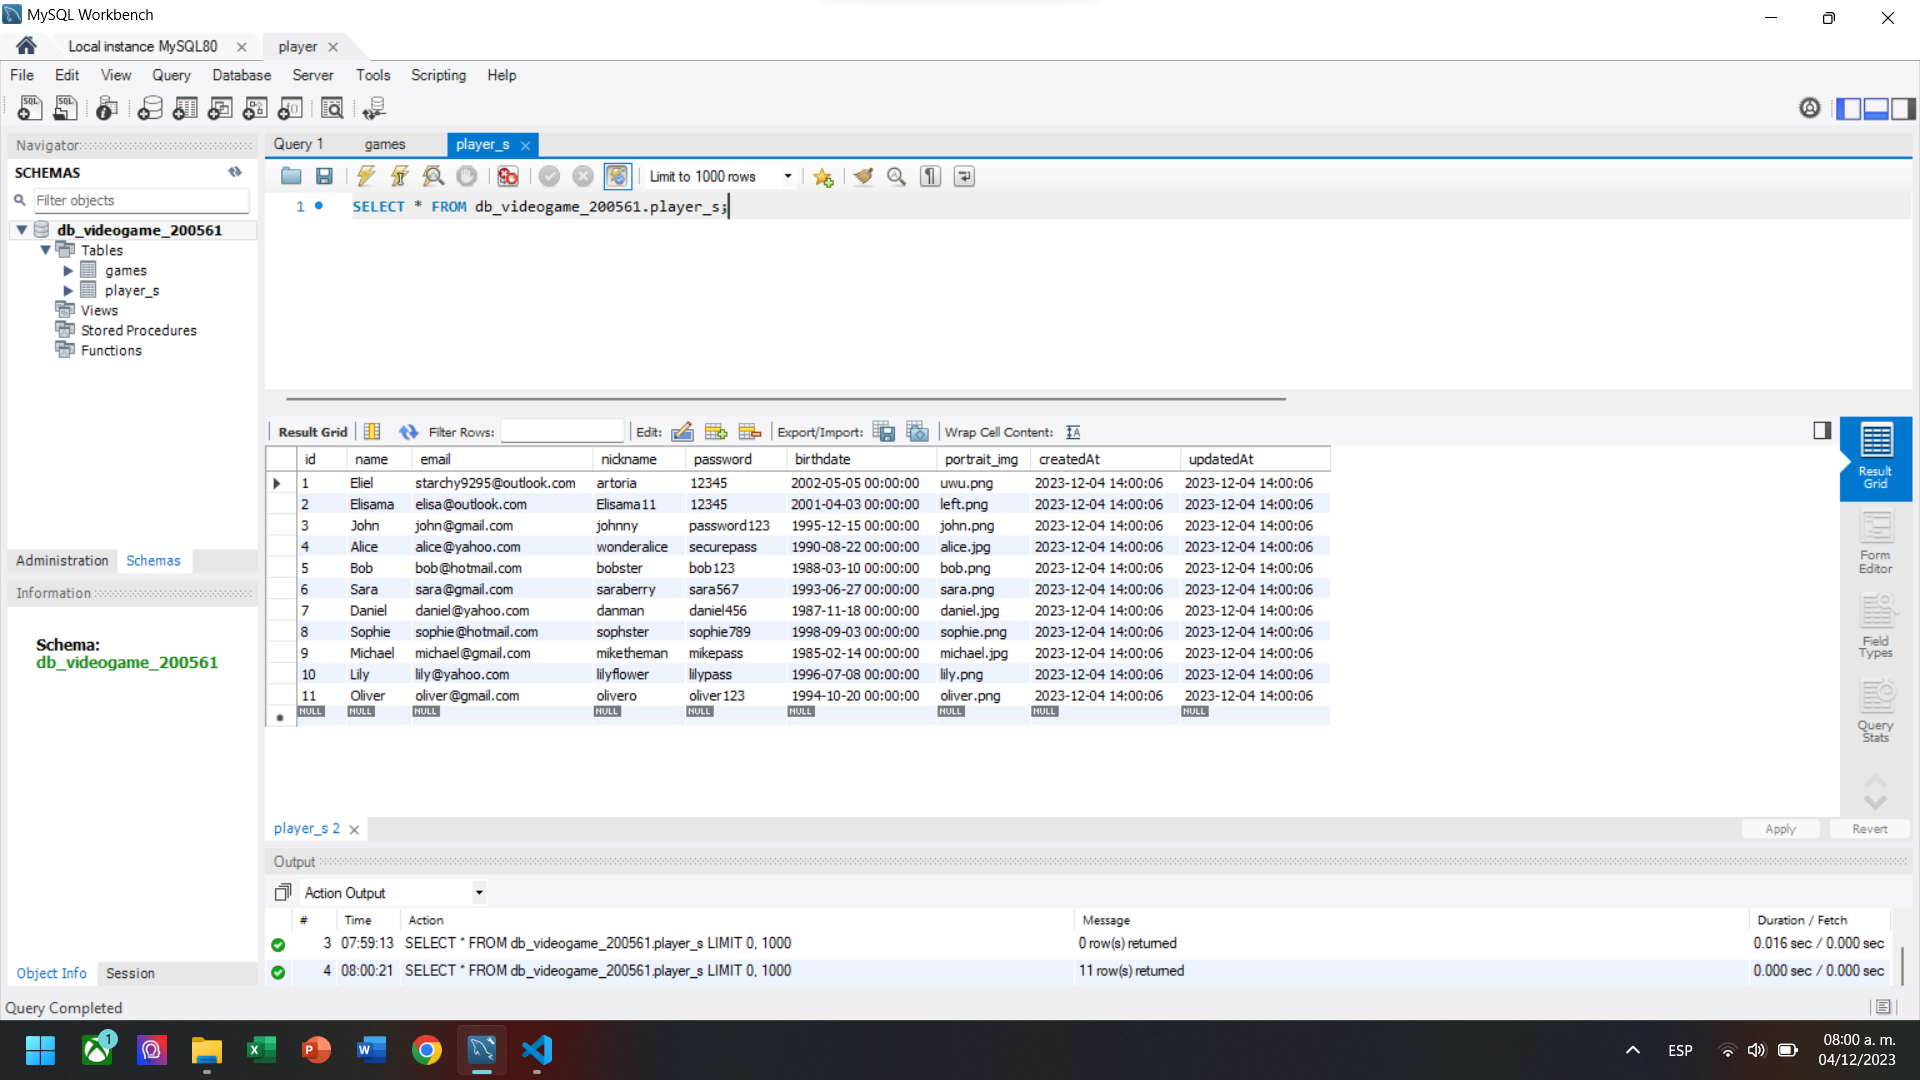 MySQL Workbench
Local instance MySQL80
player
File Edit View Query Database Server Tools Scripting Help
Navigator
SCHEMAS
Filter objects
db_videogame_200561
Tables
games
player_s
Views
Stored Procedures
Functions
Administration Schemas
Information
Schema:
db_videogame_200561
Object Info Session
Query 1 games player_s
Limit to 1000 rows
1 SELECT * FROM db_videogame_200561.player_s;
Result Grid Filter Rows: Edit: Export/Import: Wrap Cell Content:
id name email nickname password birthdate portrait_img createdAt updatedAt
1 Eliel starchy9295@outlook.com artoria 12345 2002-05-05 00:00:00 uwu.png 2023-12-04 14:00:06 2023-12-04 14:00:06
2 Elisama elisa@outlook.com Elisama11 12345 2001-04-03 00:00:00 left.png 2023-12-04 14:00:06 2023-12-04 14:00:06
3 John john@gmail.com johnny password123 1995-12-15 00:00:00 john.png 2023-12-04 14:00:06 2023-12-04 14:00:06
4 Alice alice@yahoo.com wonderalice securepass 1990-08-22 00:00:00 alice.jpg 2023-12-04 14:00:06 2023-12-04 14:00:06
5 Bob bob@hotmail.com bobster bob123 1988-03-10 00:00:00 bob.png 2023-12-04 14:00:06 2023-12-04 14:00:06
6 Sara sara@gmail.com saraberry sara567 1993-06-27 00:00:00 sara.png 2023-12-04 14:00:06 2023-12-04 14:00:06
7 Daniel daniel@yahoo.com danman daniel456 1987-11-18 00:00:00 daniel.jpg 2023-12-04 14:00:06 2023-12-04 14:00:06
8 Sophie sophie@hotmail.com sophster sophie789 1998-09-03 00:00:00 sophie.png 2023-12-04 14:00:06 2023-12-04 14:00:06
9 Michael michael@gmail.com miketheman mikepass 1985-02-14 00:00:00 michael.jpg 2023-12-04 14:00:06 2023-12-04 14:00:06
10 Lily lily@yahoo.com lilyflower lilypass 1996-07-08 00:00:00 lily.png 2023-12-04 14:00:06 2023-12-04 14:00:06
11 Oliver oliver@gmail.com olivero oliver123 1994-10-20 00:00:00 oliver.png 2023-12-04 14:00:06 2023-12-04 14:00:06
NULL NULL NULL NULL NULL NULL NULL NULL NULL
Result
Grid
Form
Editor
Field
Types
Query
Stats
player_s 2
Apply Revert
Output
Action Output
# Time Action Message Duration / Fetch
3 07:59:13 SELECT * FROM db_videogame_200561.player_s LIMIT 0, 1000 0 row(s) returned 0.016 sec / 0.000 sec
4 08:00:21 SELECT * FROM db_videogame_200561.player_s LIMIT 0, 1000 11 row(s) returned 0.000 sec / 0.000 sec
Query Completed
1
ESP
08:00 a. m.
04/12/2023